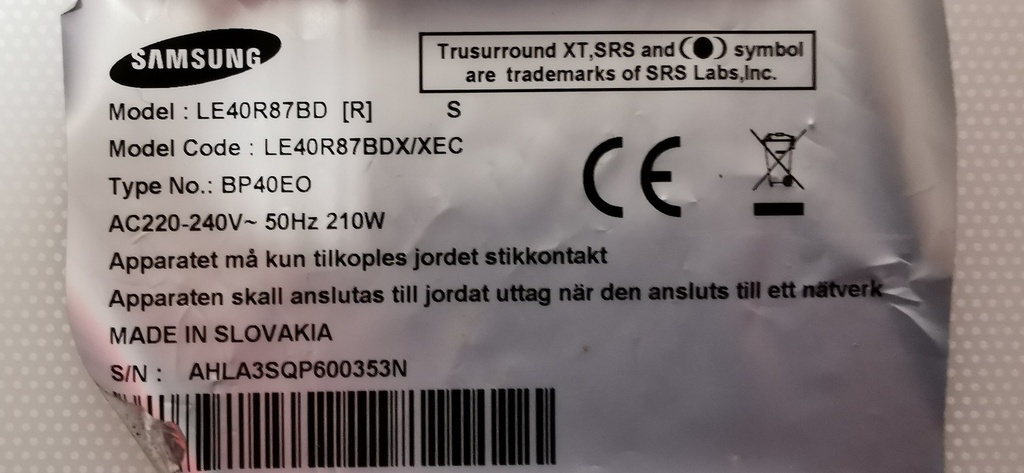 SAMSUNG
Trusurround XT,SRS and symbol
are trademarks of SRS Labs,Inc.
Model : LE40R87BD [R] S
Model Code : LE40R87BDX/XEC
Type No.: BP40EO
AC220-240V~ 50Hz 210W
Apparatet må kun tilkoples jordet stikkontakt
Apparaten skall anslutas till jordat uttag när den ansluts till ett nätverk
MADE IN SLOVAKIA
S/N : AHLA3SQP600353N
CE